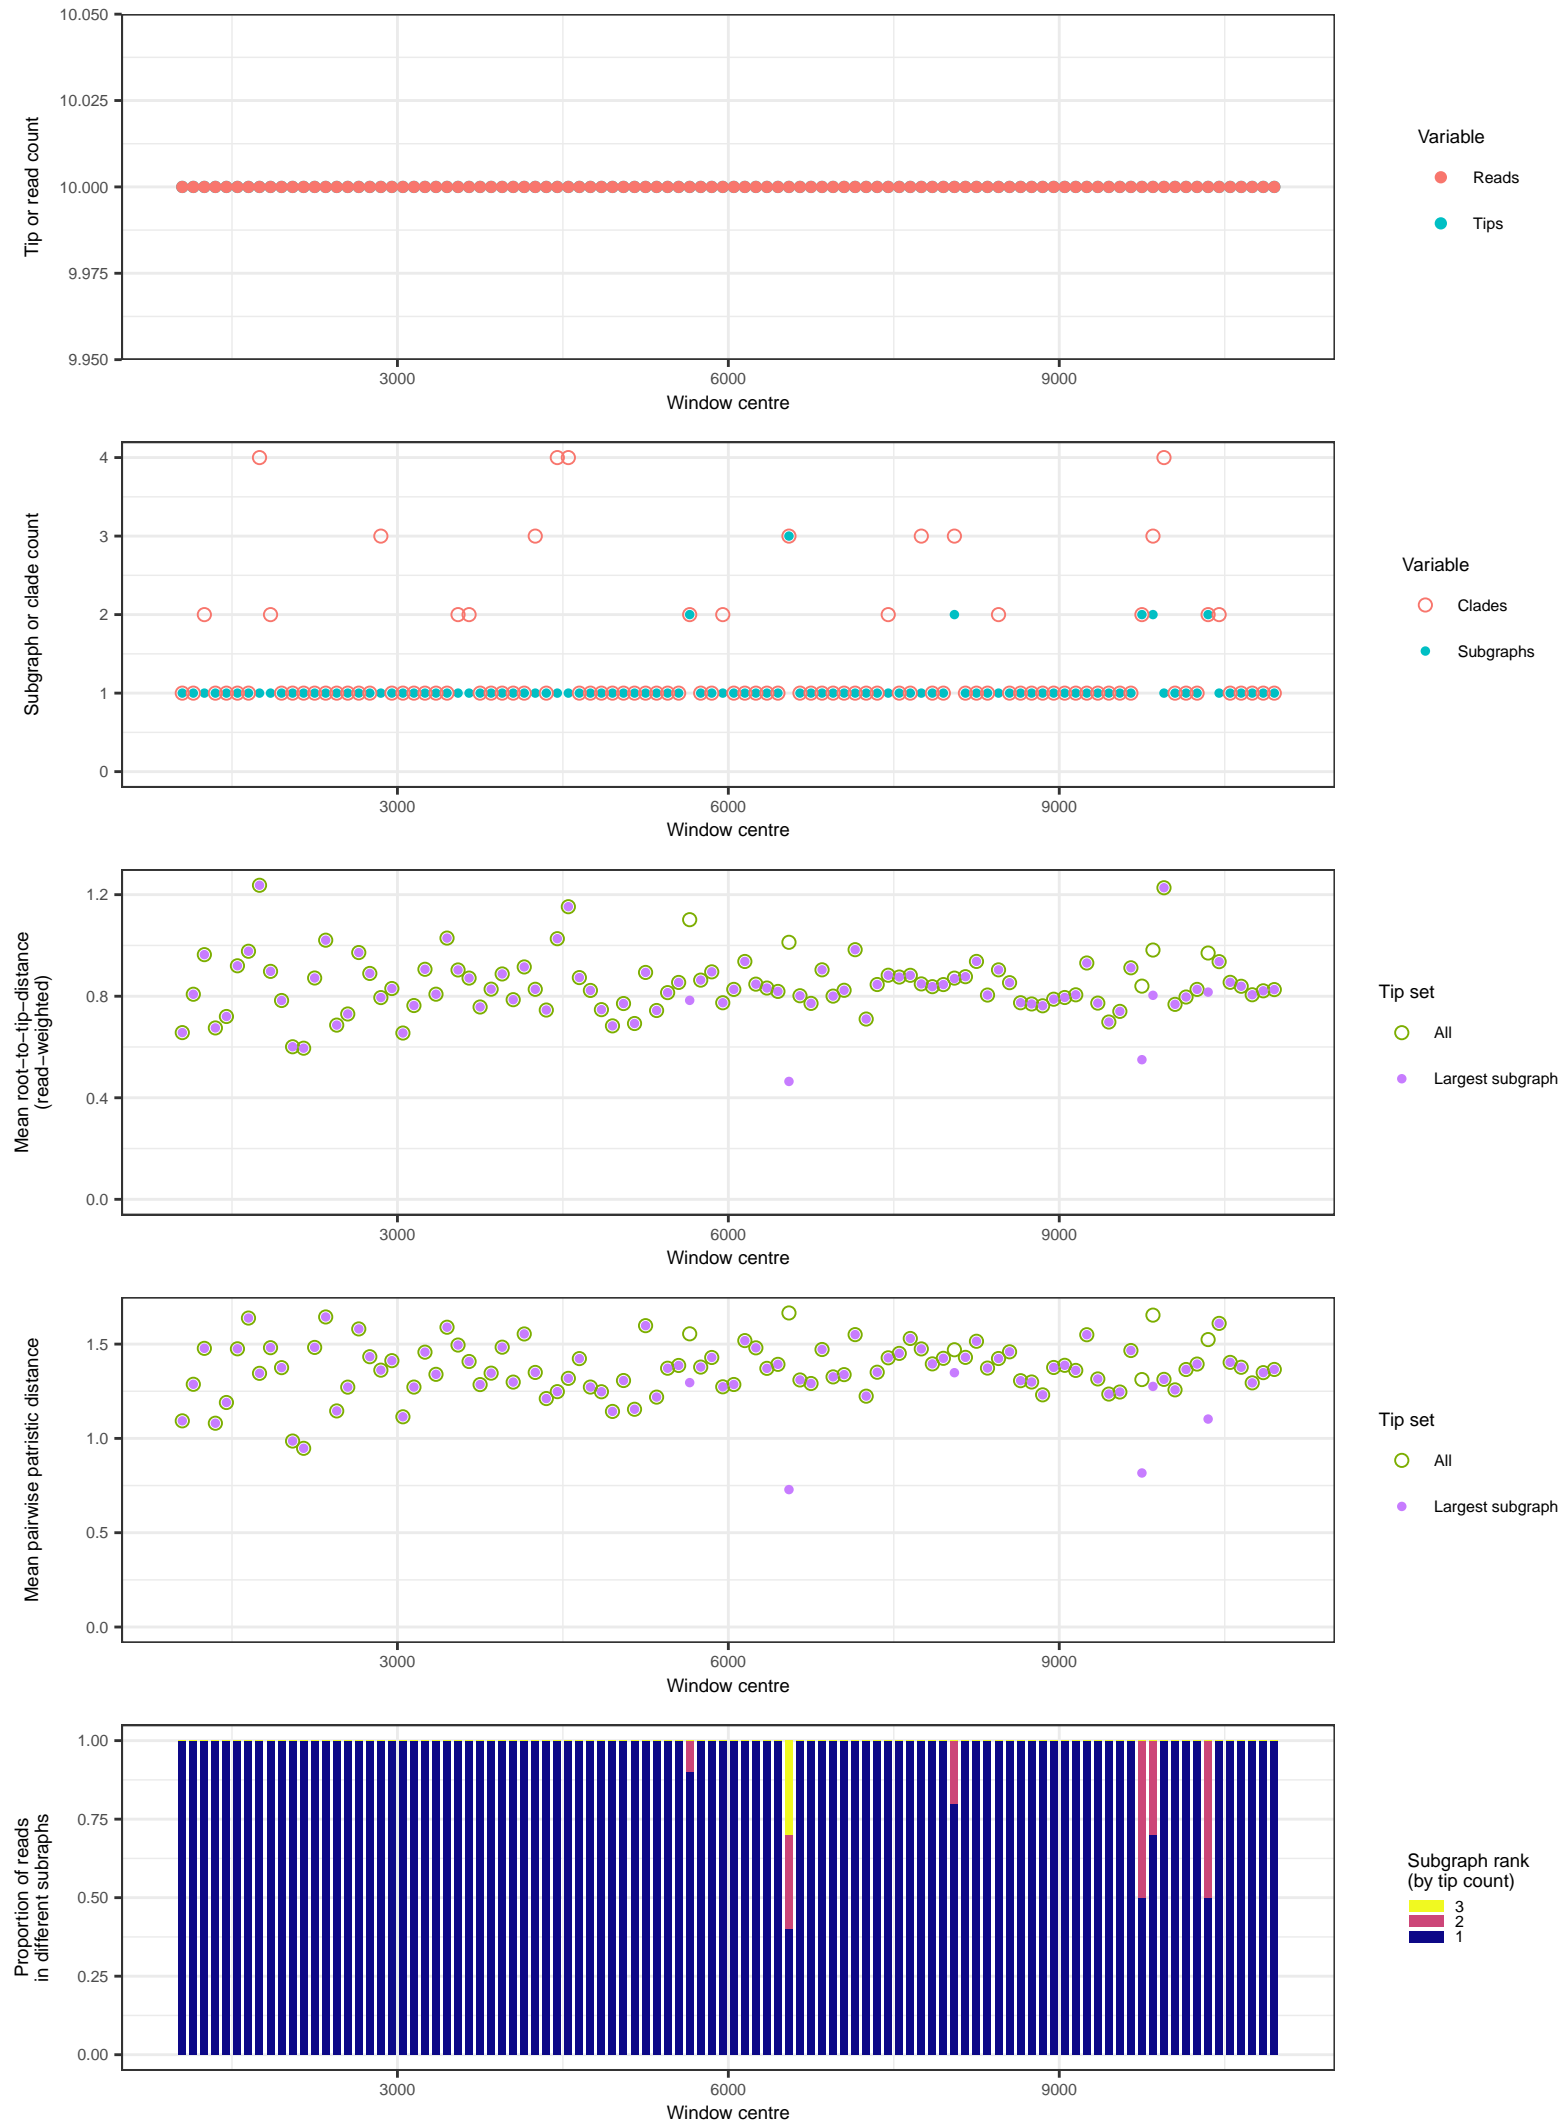 10.050
10.025
10.000
9.975
9.950
Tip or read count
3000 6000 9000
Window centre
Variable
Reads
Tips
4
3
2
1
0
Subgraph or clade count
3000 6000 9000
Window centre
Variable
Clades
Subgraphs
1.2
0.8
0.4
0.0
Mean root−to−tip−distance
(read−weighted)
3000 6000 9000
Window centre
Tip set
All
Largest subgraph
1.5
1.0
0.5
0.0
Mean pairwise patristic distance
3000 6000 9000
Window centre
Tip set
All
Largest subgraph
1.00
0.75
0.50
0.25
0.00
Proportion of reads
in different subraphs
3000 6000 9000
Window centre
Subgraph rank
(by tip count)
3
2
1